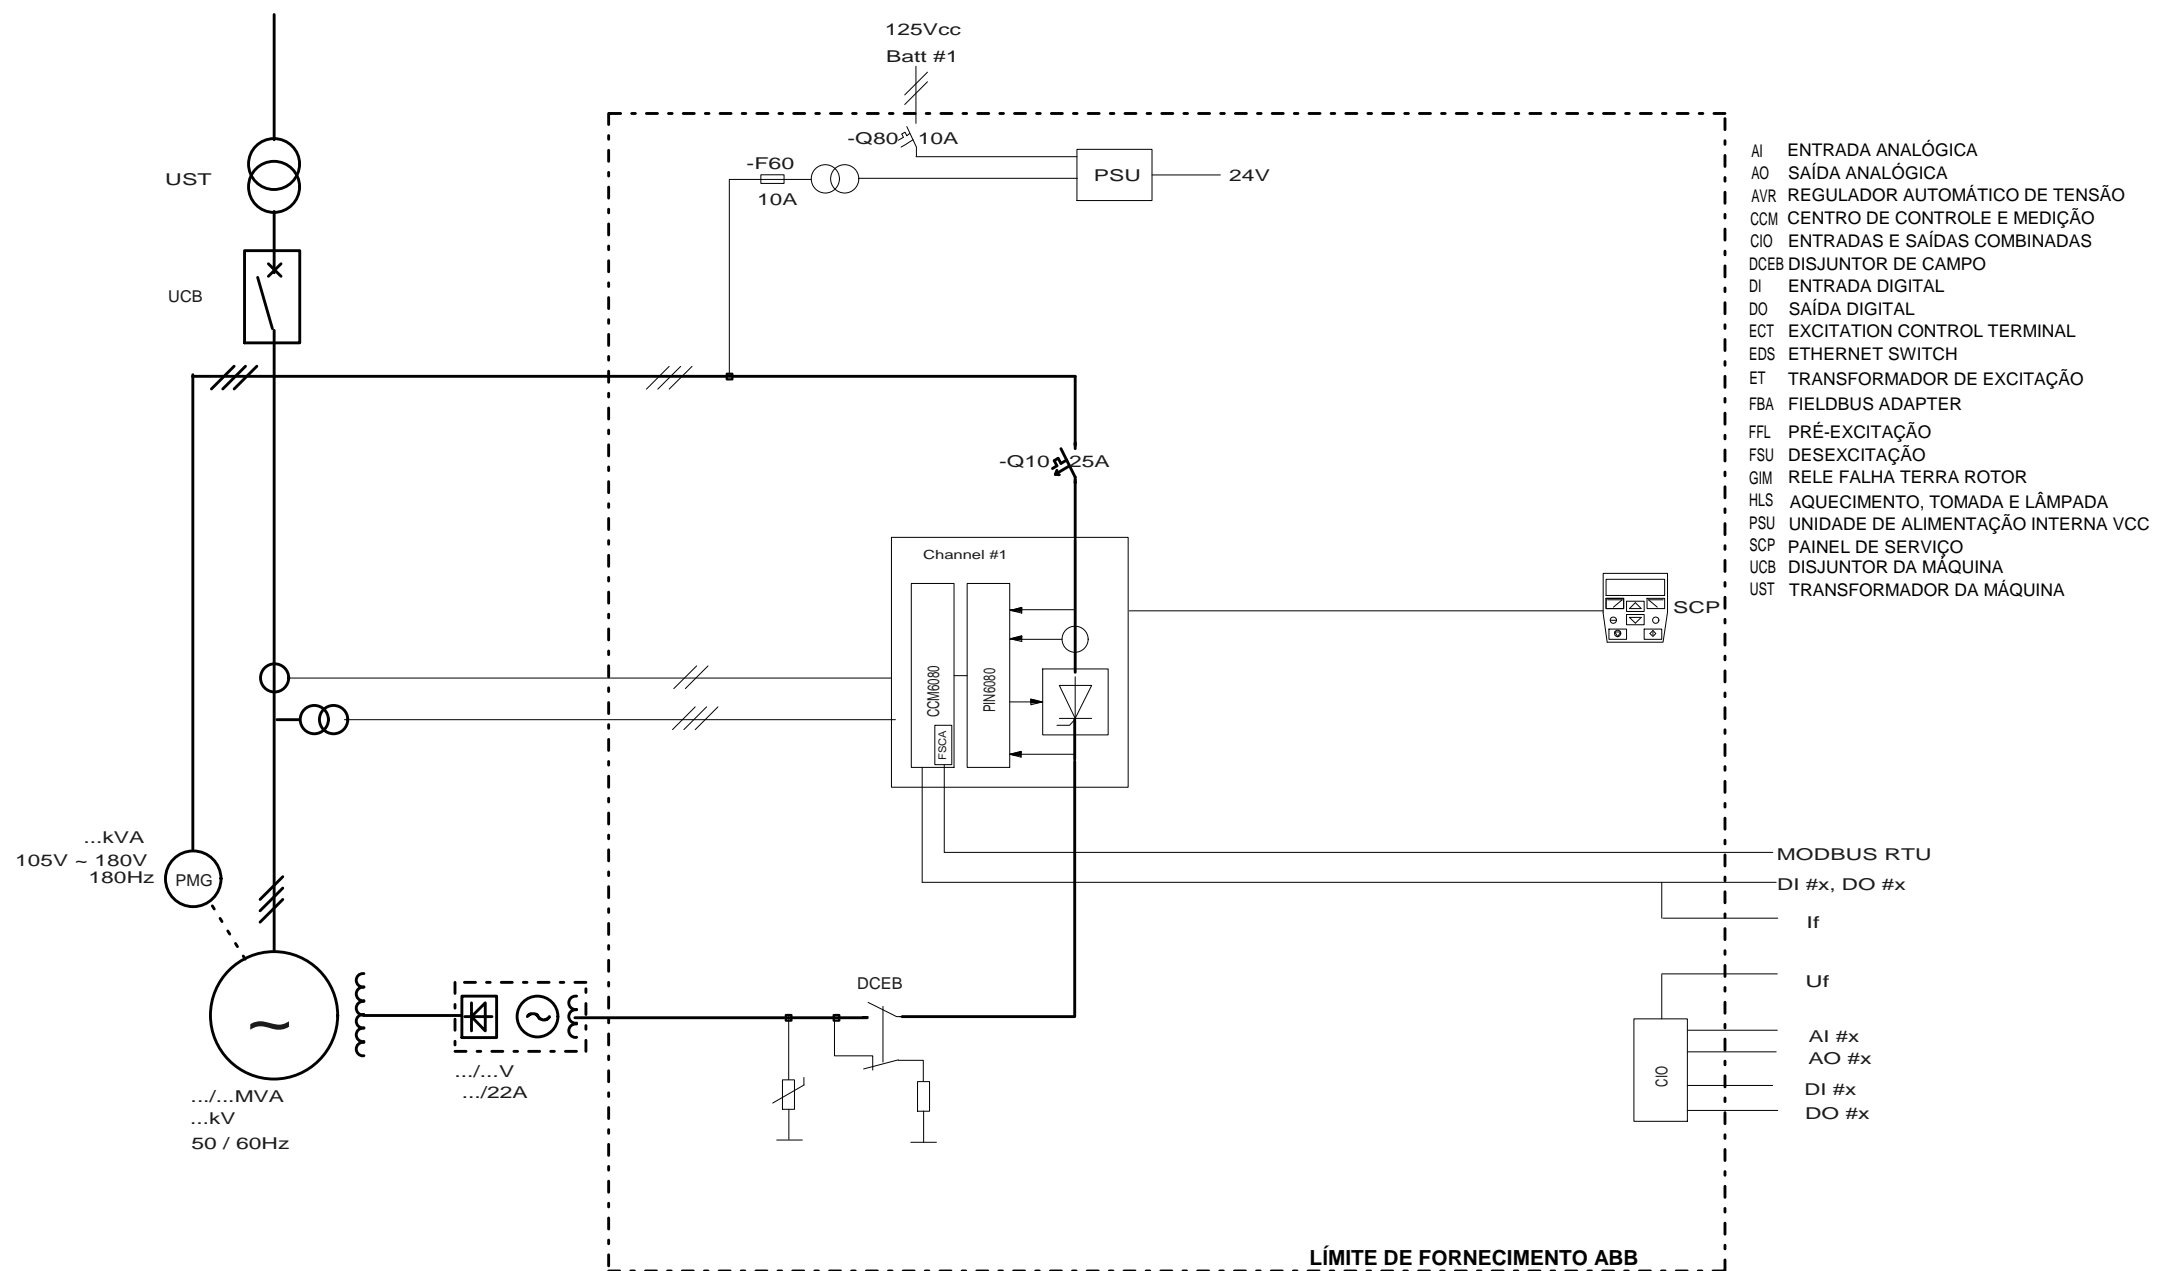 125Vcc
Batt #1
-Q80 10A
-F60
10A
PSU
24V
UST
UCB
-Q10 25A
Channel #1
CCM6080
FSCA
PIN6080
SCP
...kVA
105V ~ 180V
180Hz
PMG
MODBUS RTU
DI #x, DO #x
If
Uf
DCEB
~
.../...MVA
...kV
50 / 60Hz
.../...V
.../22A
CIO
AI #x
AO #x
DI #x
DO #x
LÍMITE DE FORNECIMENTO ABB
AI ENTRADA ANALÓGICA
AO SAÍDA ANALÓGICA
AVR REGULADOR AUTOMÁTICO DE TENSÃO
CCM CENTRO DE CONTROLE E MEDIÇÃO
CIO ENTRADAS E SAÍDAS COMBINADAS
DCEB DISJUNTOR DE CAMPO
DI ENTRADA DIGITAL
DO SAÍDA DIGITAL
ECT EXCITATION CONTROL TERMINAL
EDS ETHERNET SWITCH
ET TRANSFORMADOR DE EXCITAÇÃO
FBA FIELDBUS ADAPTER
FFL PRÉ-EXCITAÇÃO
FSU DESEXCITAÇÃO
GIM RELE FALHA TERRA ROTOR
HLS AQUECIMENTO, TOMADA E LÂMPADA
PSU UNIDADE DE ALIMENTAÇÃO INTERNA VCC
SCP PAINEL DE SERVIÇO
UCB DISJUNTOR DA MÁQUINA
UST TRANSFORMADOR DA MÁQUINA